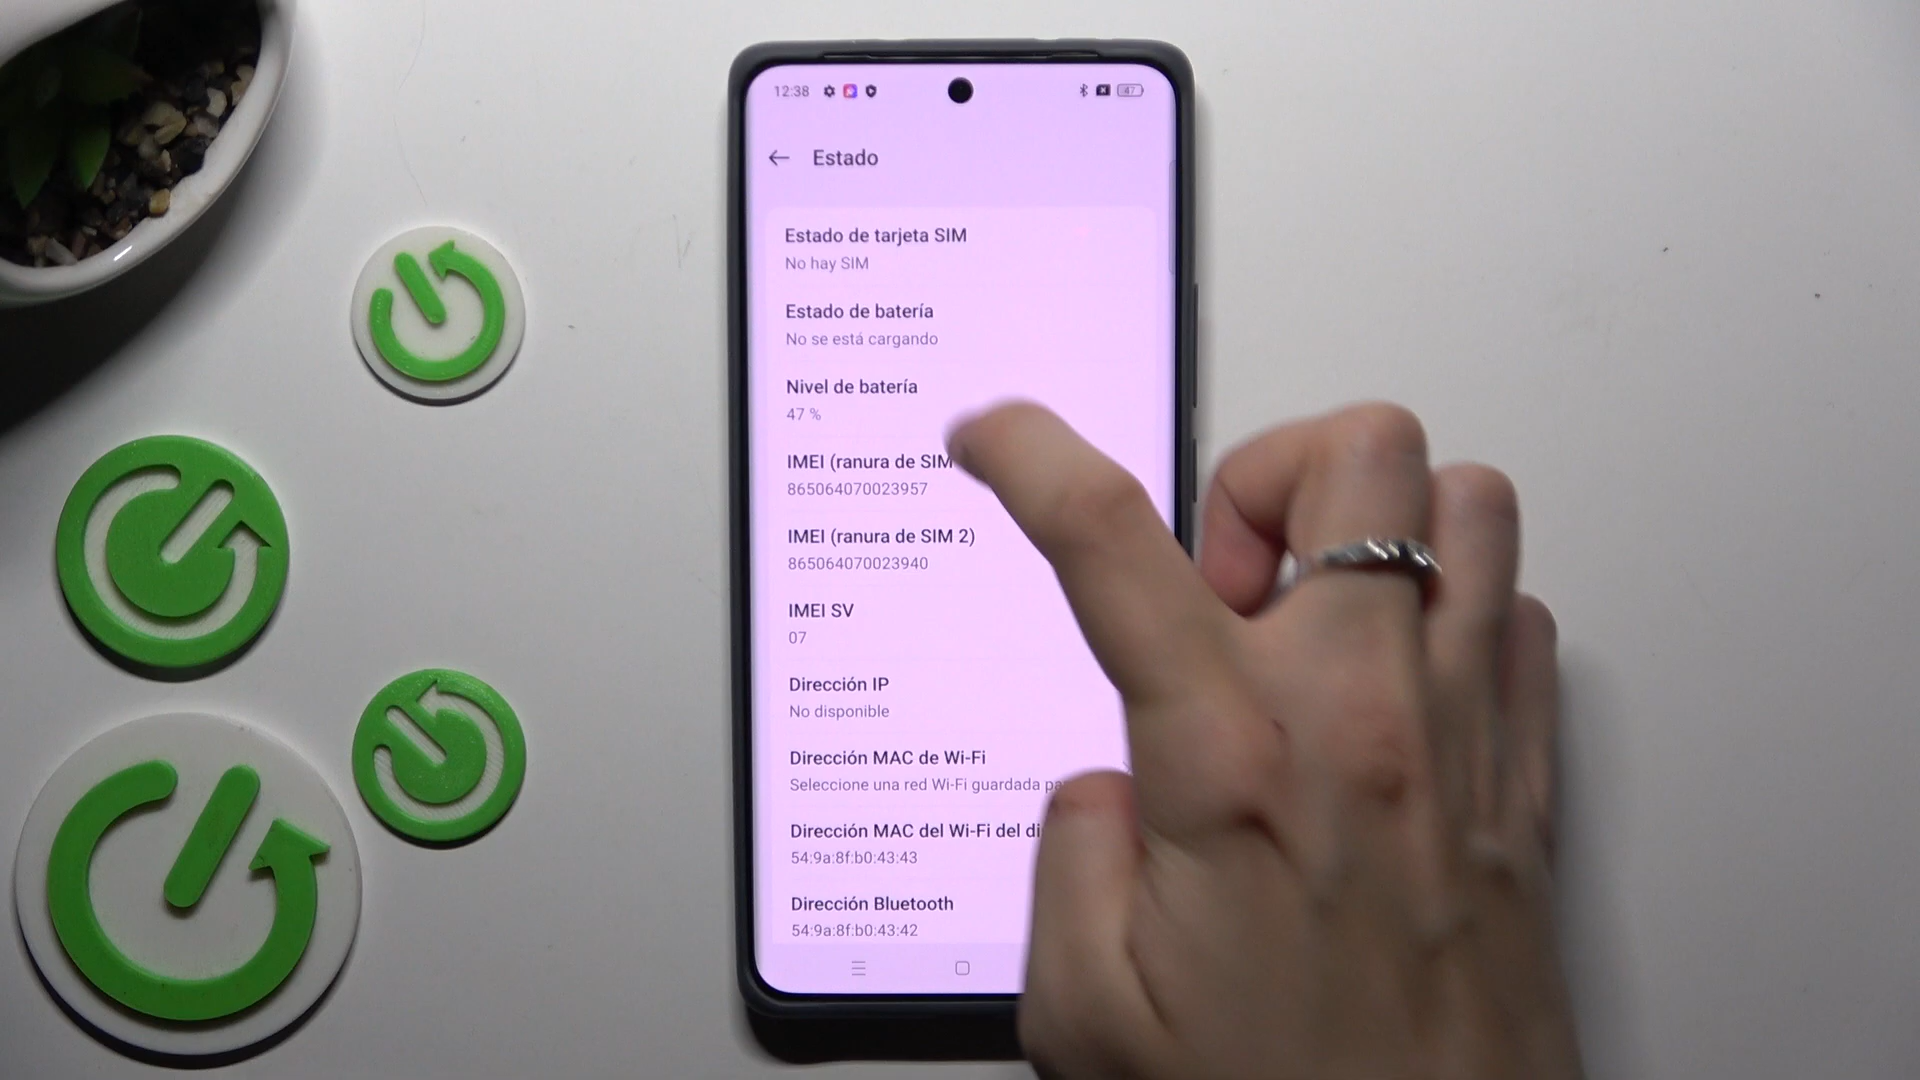 12:38
47
Estado
Estado de tarjeta SIM
No hay SIM
Estado de batería
No se está cargando
Nivel de batería
47 %
IMEI (ranura de SIM
865064070023957
IMEI (ranura de SIM 2)
865064070023940
IMEI SV
07
Dirección IP
No disponible
Dirección MAC de Wi-Fi
Seleccione una red Wi-Fi guardada
Dirección MAC del Wi-Fi del
54:9a:8f:b0:43:43
Dirección Bluetooth
54:9a:8f:b0:43:42